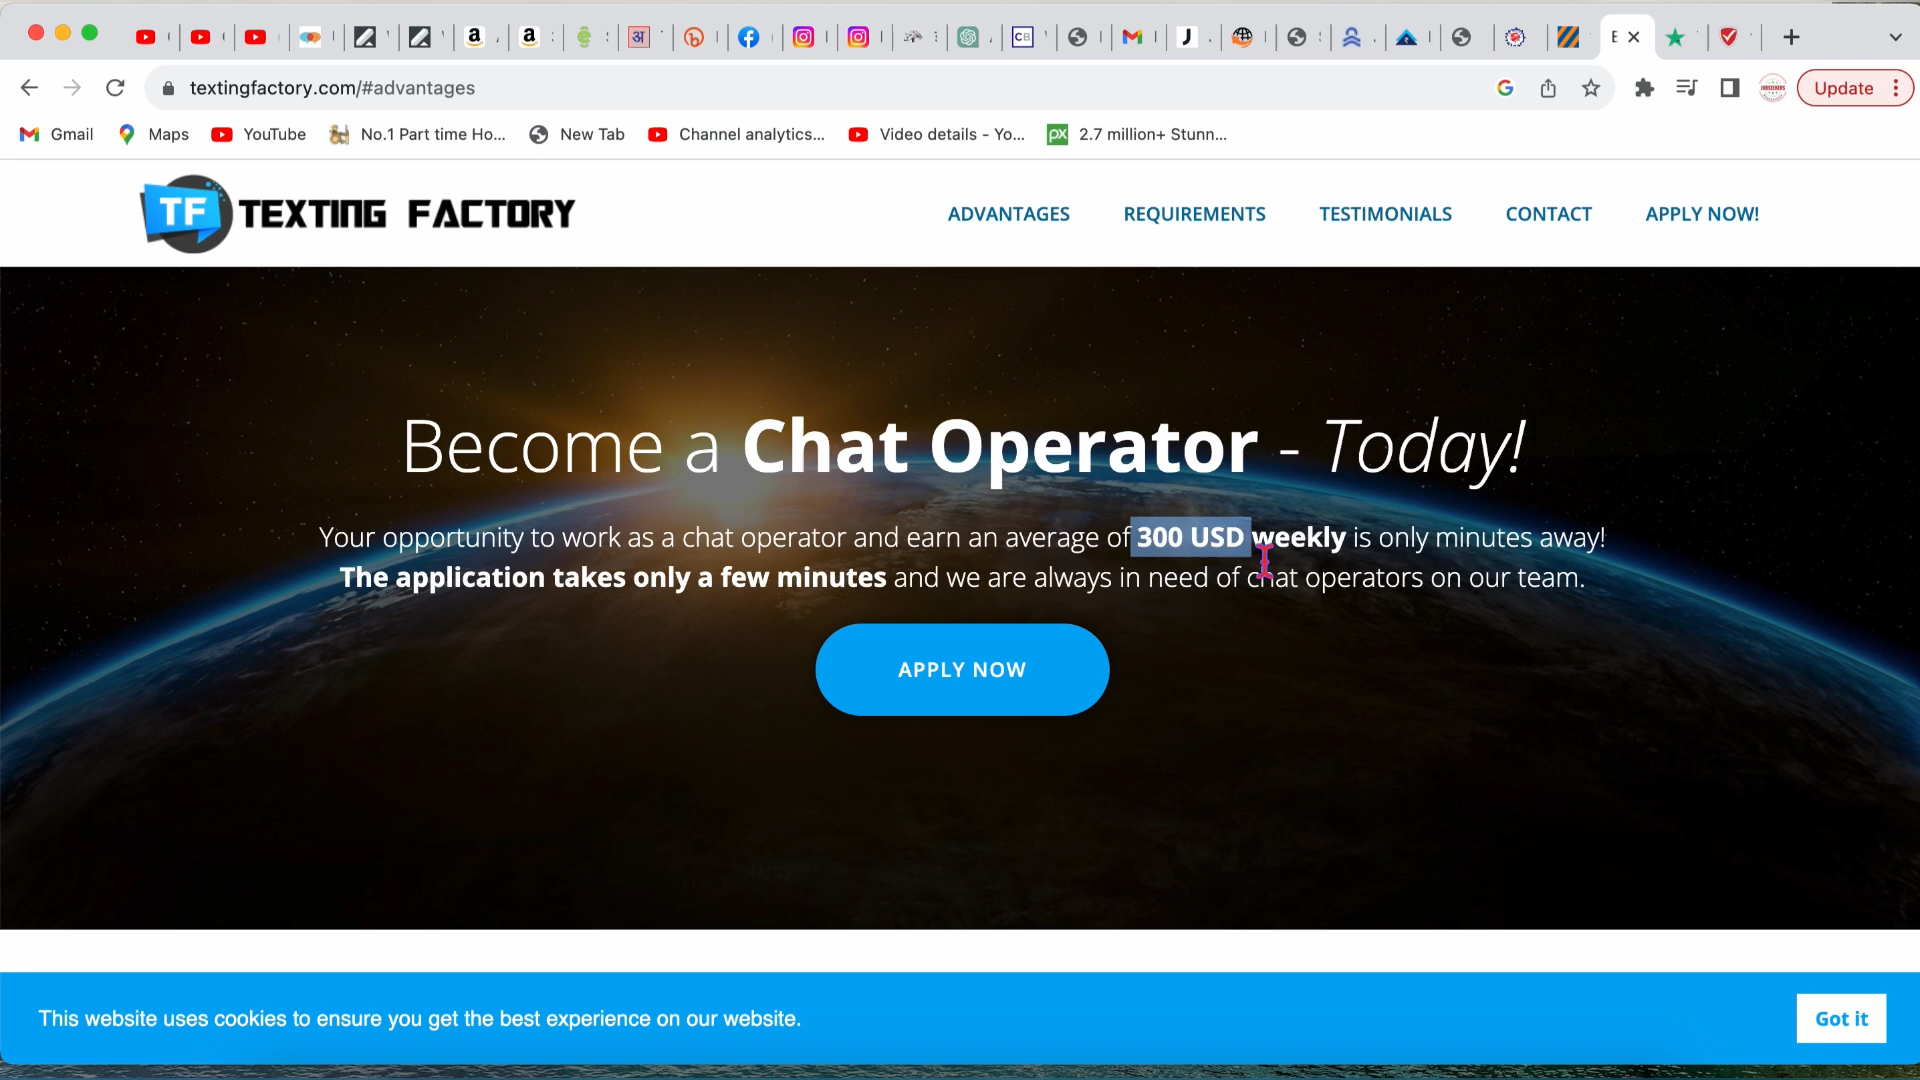 E
textingfactory.com/#advantages
Update
Gmail
Maps
YouTube
No.1 Part time Ho...
New Tab
Channel analytics...
Video details - Yo...
px
2.7 million+ Stunn...
TF TEXTING FACTORY
ADVANTAGES
REQUIREMENTS
TESTIMONIALS
CONTACT
APPLY NOW!
Become a Chat Operator - Today!
Your opportunity to work as a chat operator and earn an average of 300 USD weekly is only minutes away!
The application takes only a few minutes and we are always in need of chat operators on our team.
APPLY NOW
This website uses cookies to ensure you get the best experience on our website.
Got it